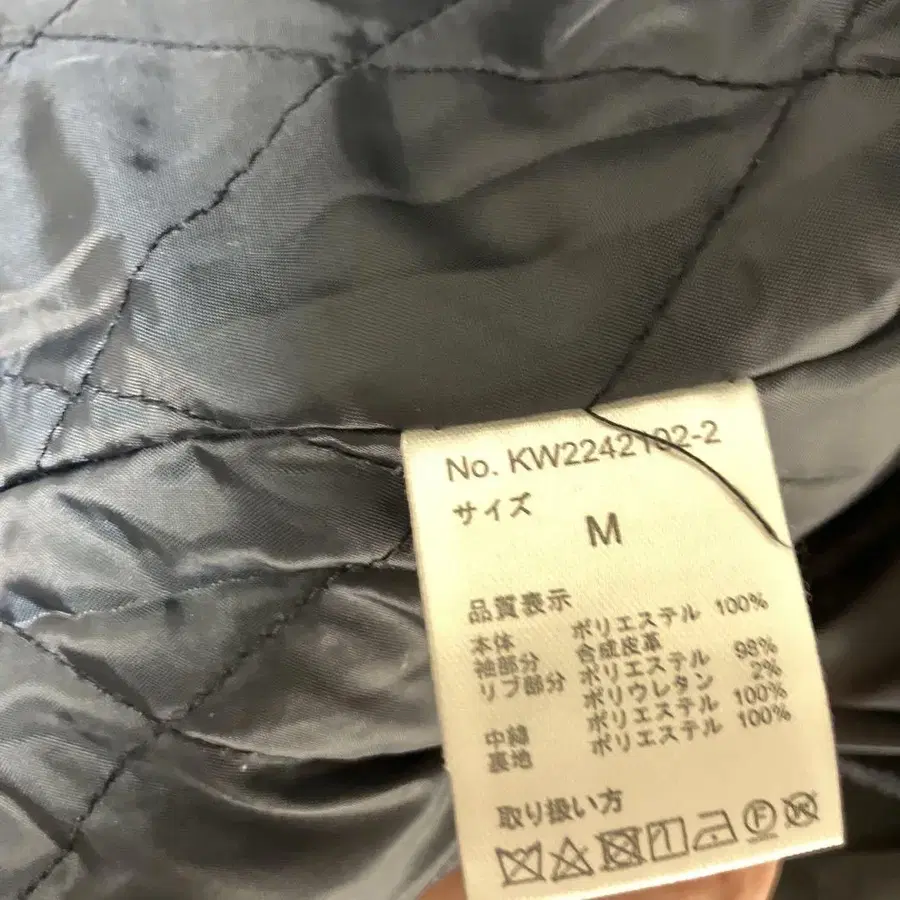 No. KW2242102-2
サイズ
M
品質表示
本体 ポリエステル 100%
袖部分 合成皮革
リブ部分 ポリエステル 98%
ポリウレタン 2%
中綿 ポリエステル 100%
裏地 ポリエステル 100%
取り扱い方